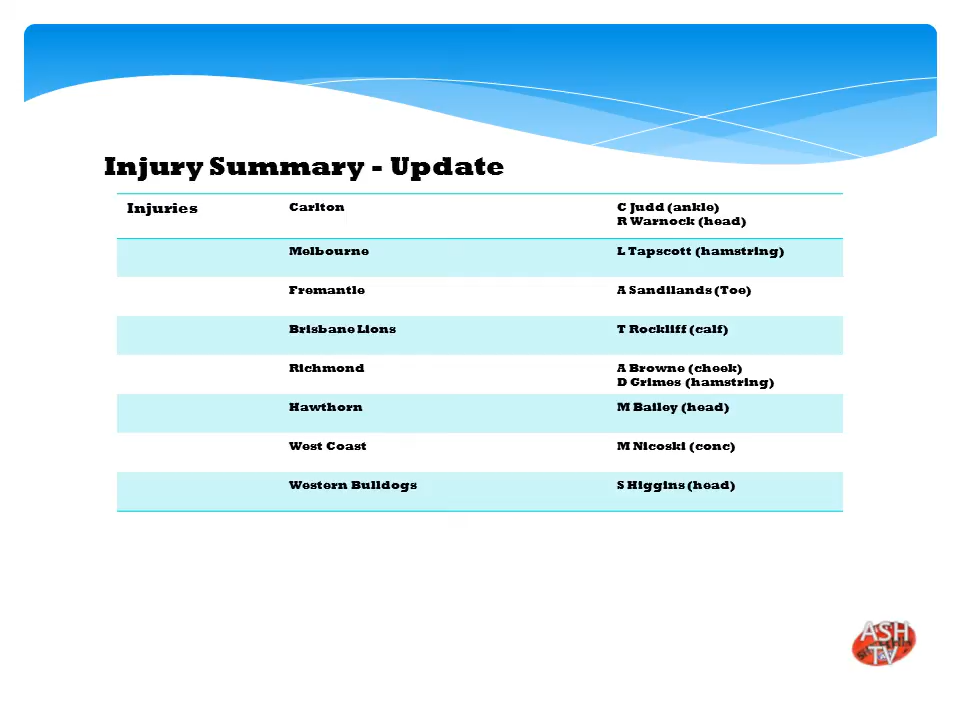 Injury Summary - Update
Injuries Carlton C Judd (ankle)
R Warnock (head)
Melbourne L Tapscott (hamstring)
Fremantle A Sandilands (Toe)
Brisbane Lions T Rockliff (calf)
Richmond A Browne (cheek)
D Grimes (hamstring)
Hawthorn M Bailey (head)
West Coast M Nicoski (conc)
Western Bulldogs S Higgins (head)
ASH
TV